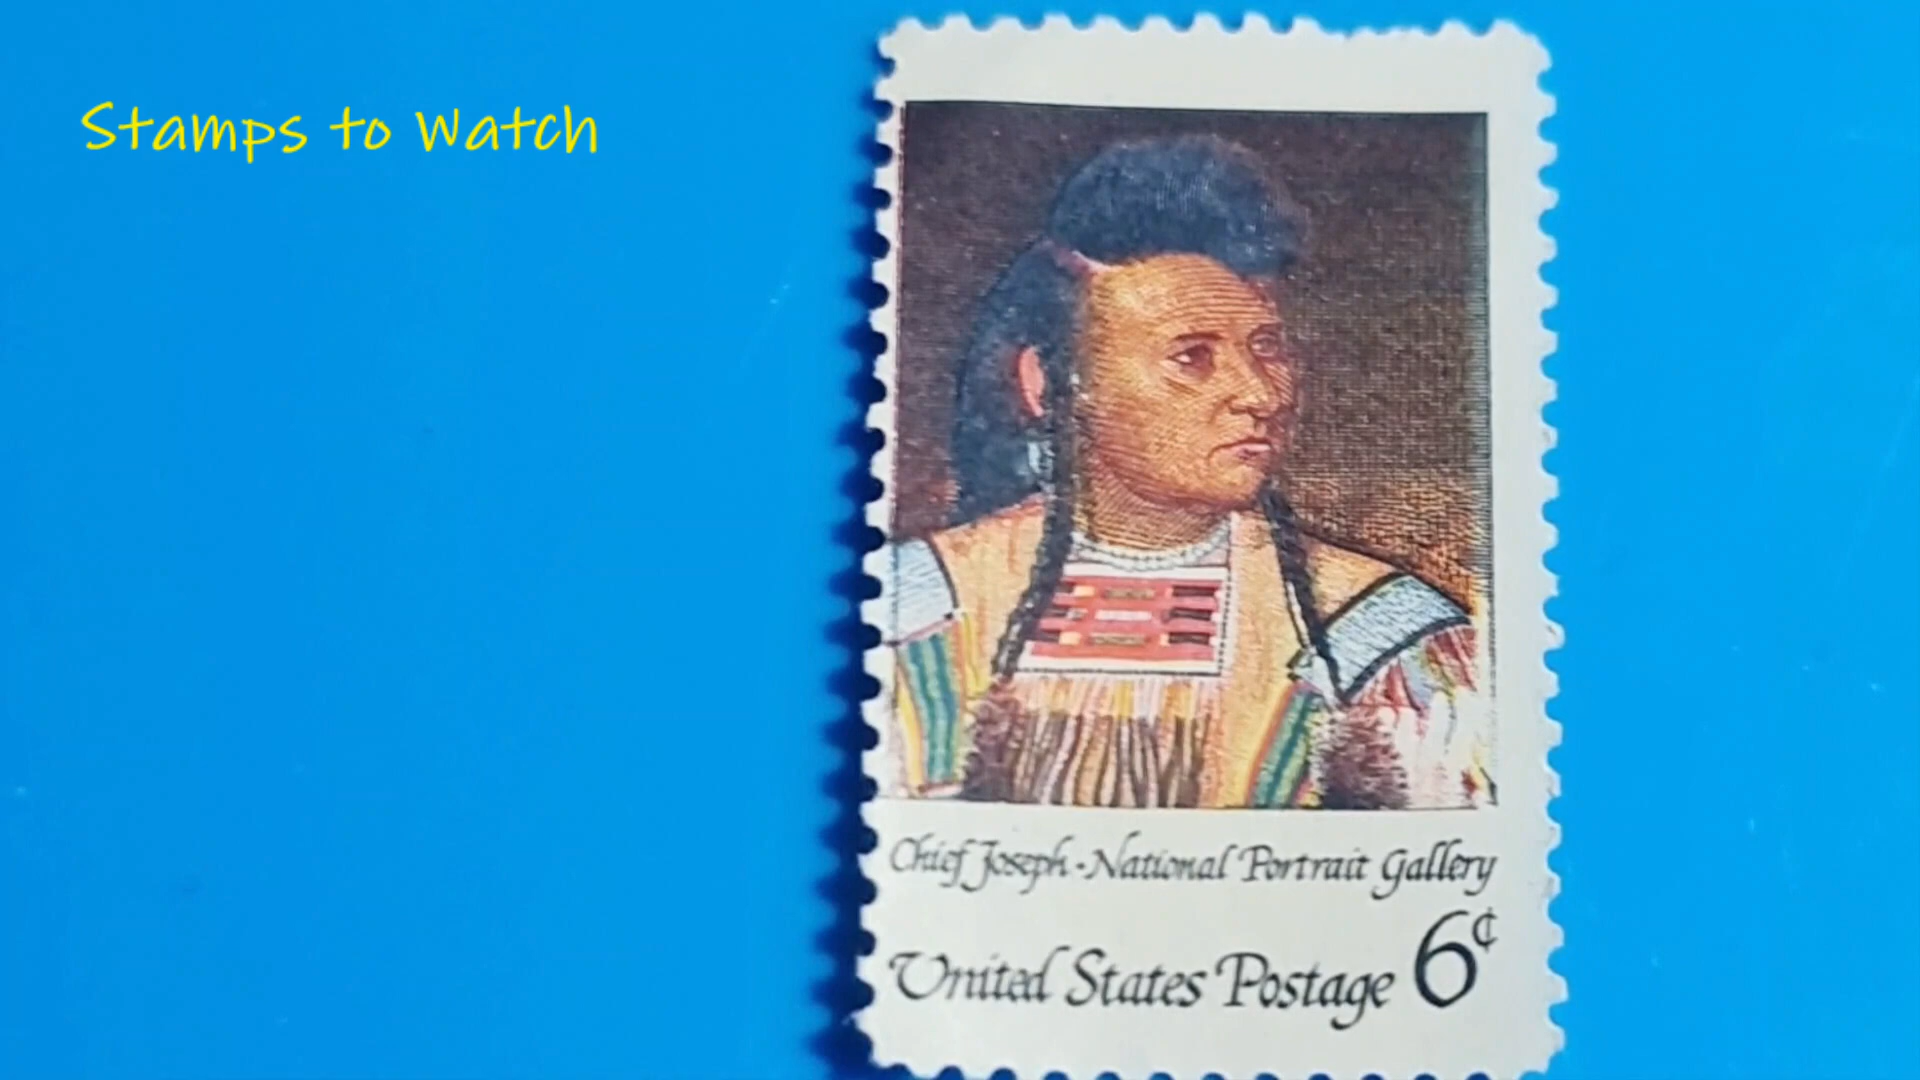 Stamps to Watch
Chief Joseph - National Portrait Gallery
United States Postage 6¢